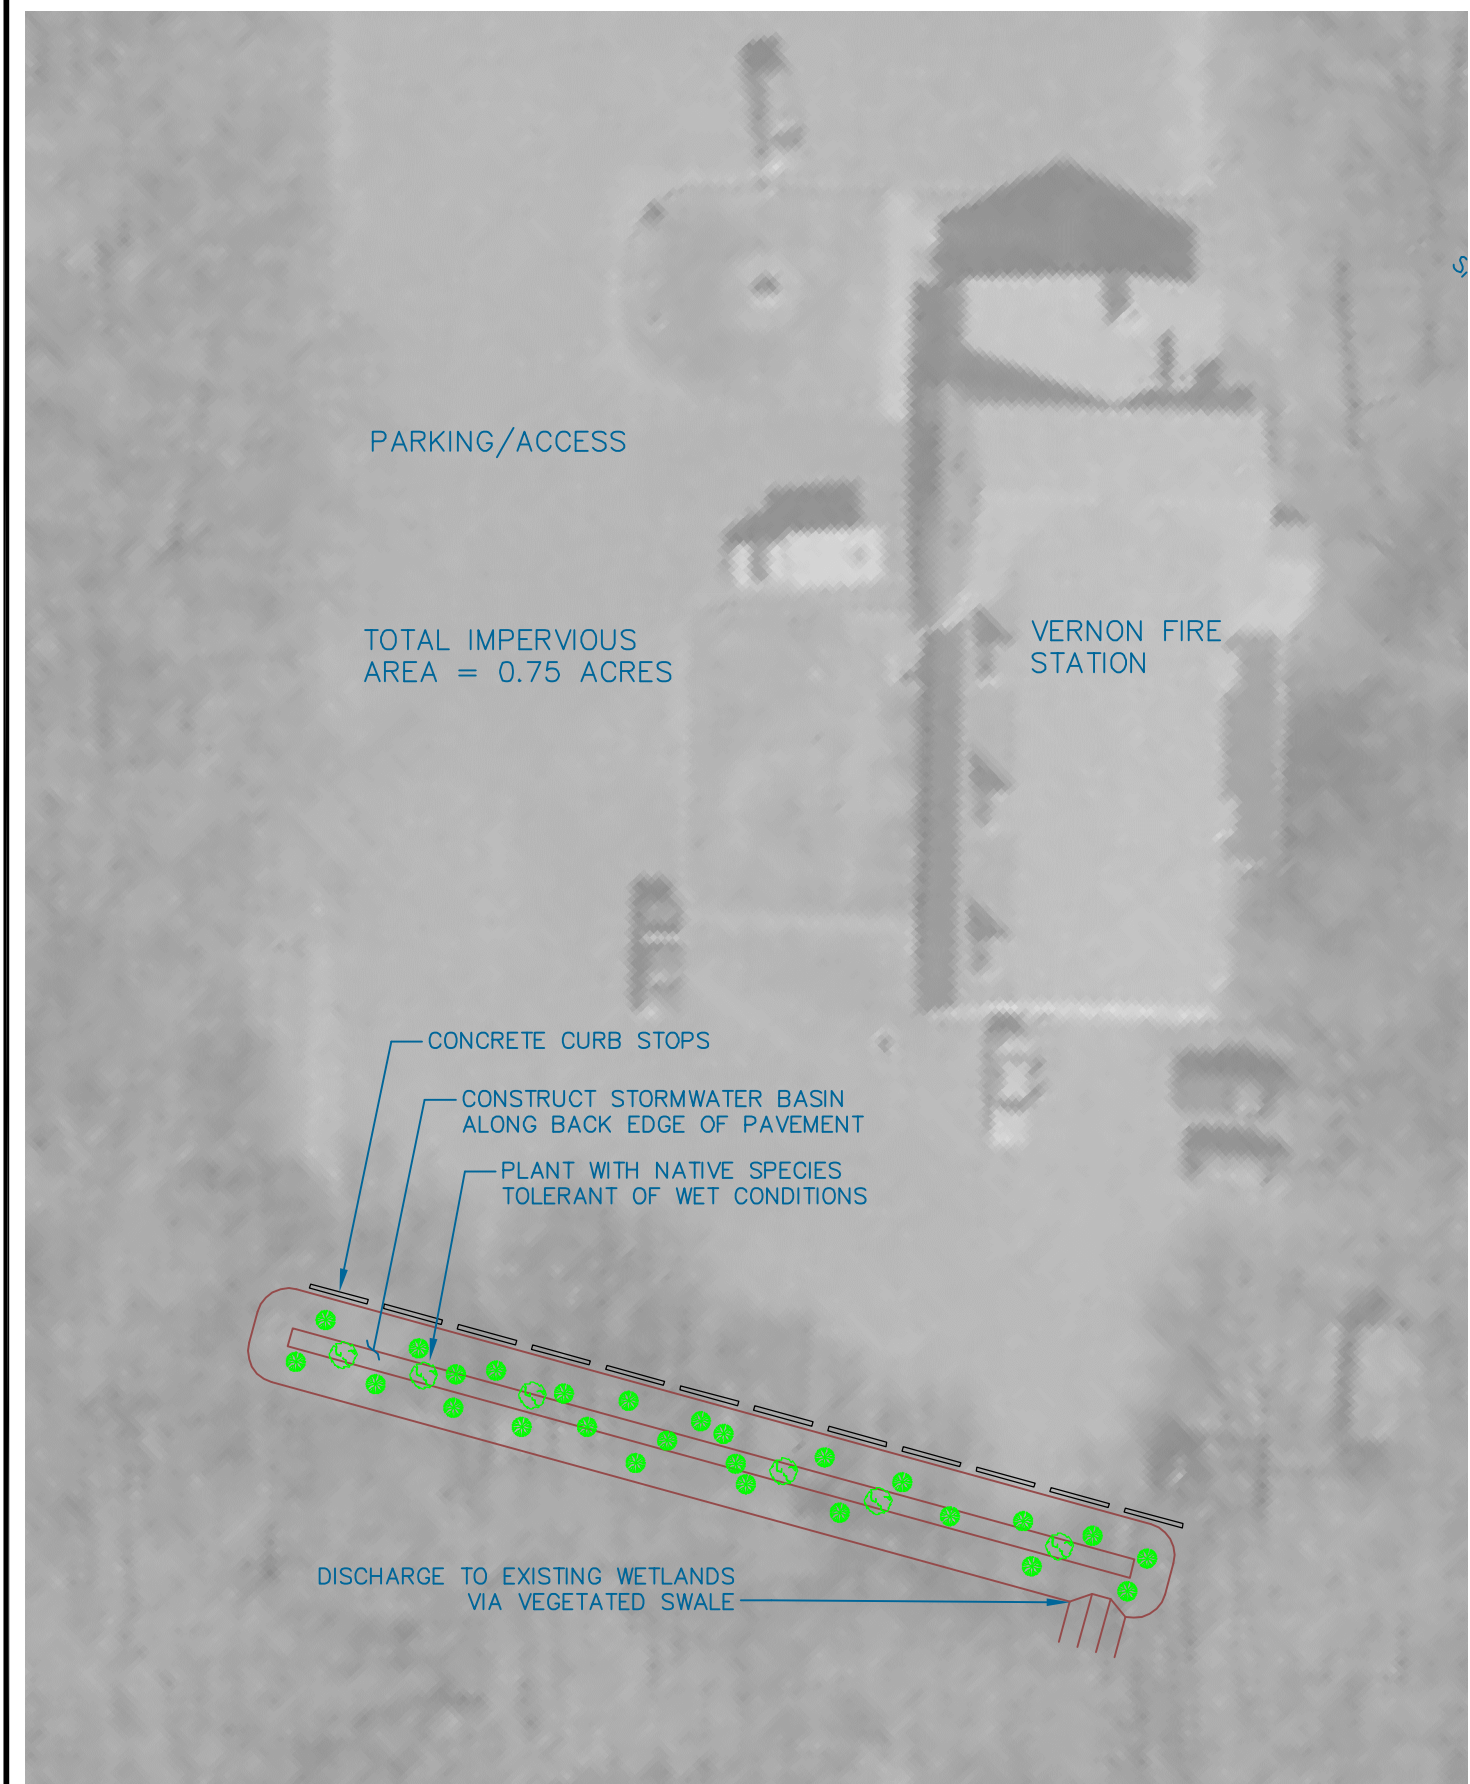 PARKING/ACCESS
TOTAL IMPERVIOUS
AREA = 0.75 ACRES
VERNON FIRE
STATION
CONCRETE CURB STOPS
CONSTRUCT STORMWATER BASIN
ALONG BACK EDGE OF PAVEMENT
PLANT WITH NATIVE SPECIES
TOLERANT OF WET CONDITIONS
DISCHARGE TO EXISTING WETLANDS
VIA VEGETATED SWALE